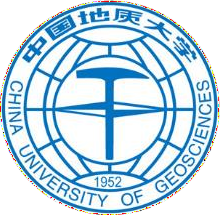 中国地质大学
1952
CHINA UNIVERSITY OF GEOSCIENCES